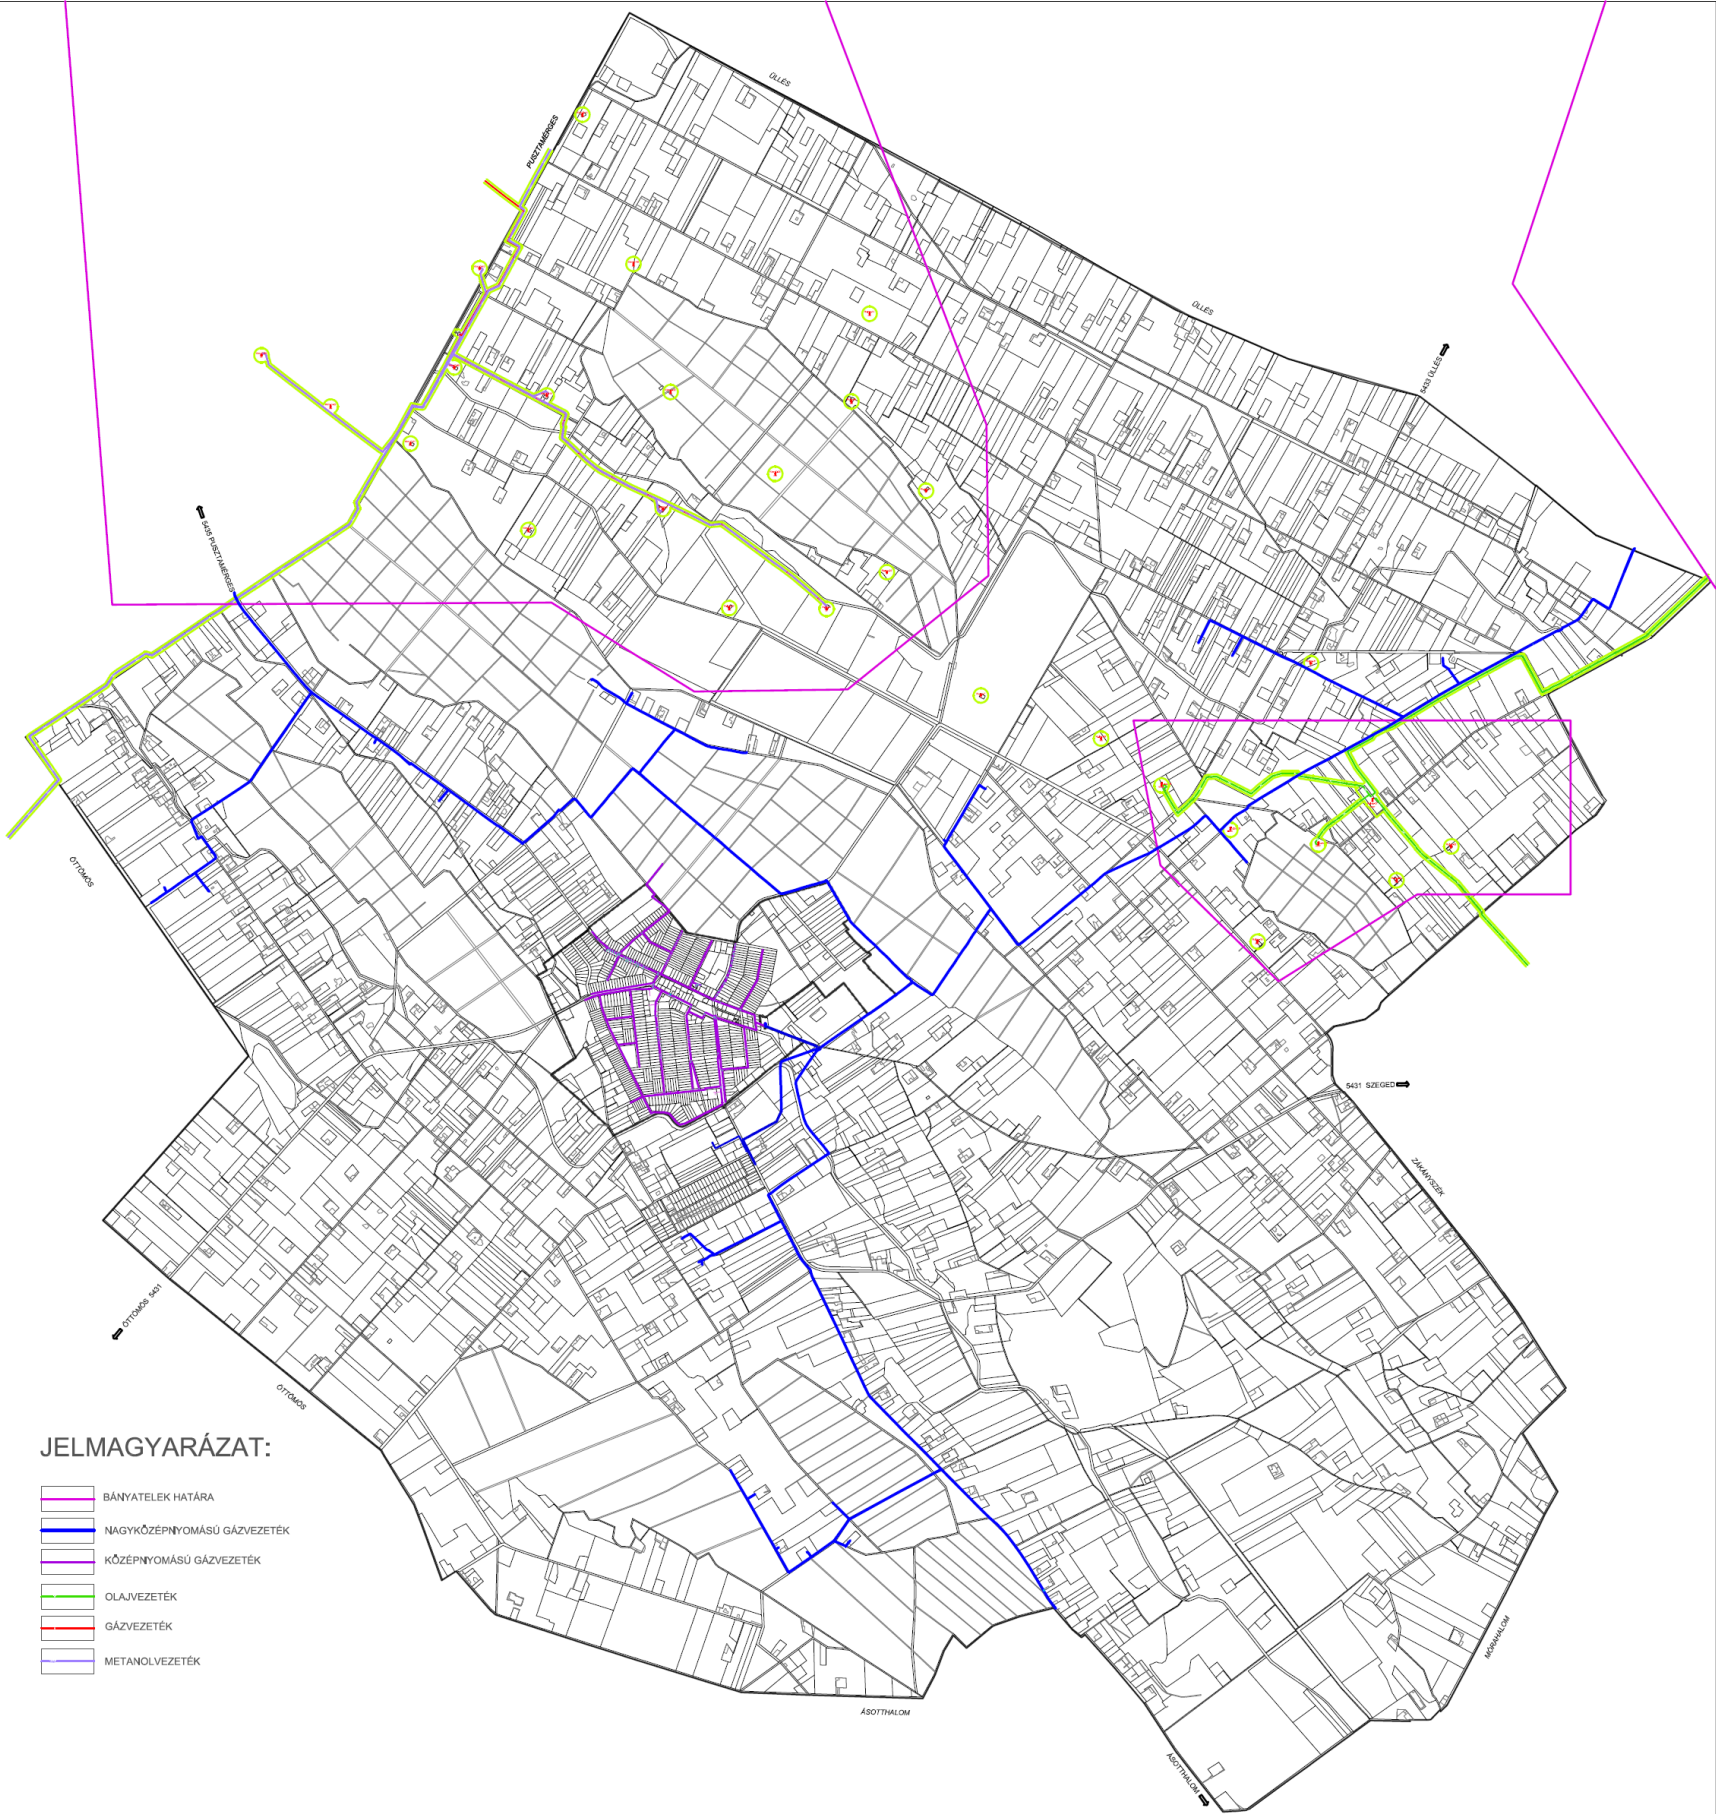 ÜLLÉS
PUSZTAMÉRGES
ÜLLÉS
5433 ÜLLÉS
5435 PUSZTAMÉRGES
ÖTTÖMÖS
5431 SZEGED
ZÁKÁNYSZÉK
ÖTTÖMÖS 5431
ÖTTÖMÖS
JELMAGYARÁZAT:
BÁNYATELEK HATÁRA
NAGYKÖZÉPNYOMÁSÚ GÁZVEZETÉK
KÖZÉPNYOMÁSÚ GÁZVEZETÉK
OLAJVEZETÉK
GÁZVEZETÉK
METANOLVEZETÉK
MÓRAHALOM
ÁSOTTHALOM
ÁSOTTHALOM